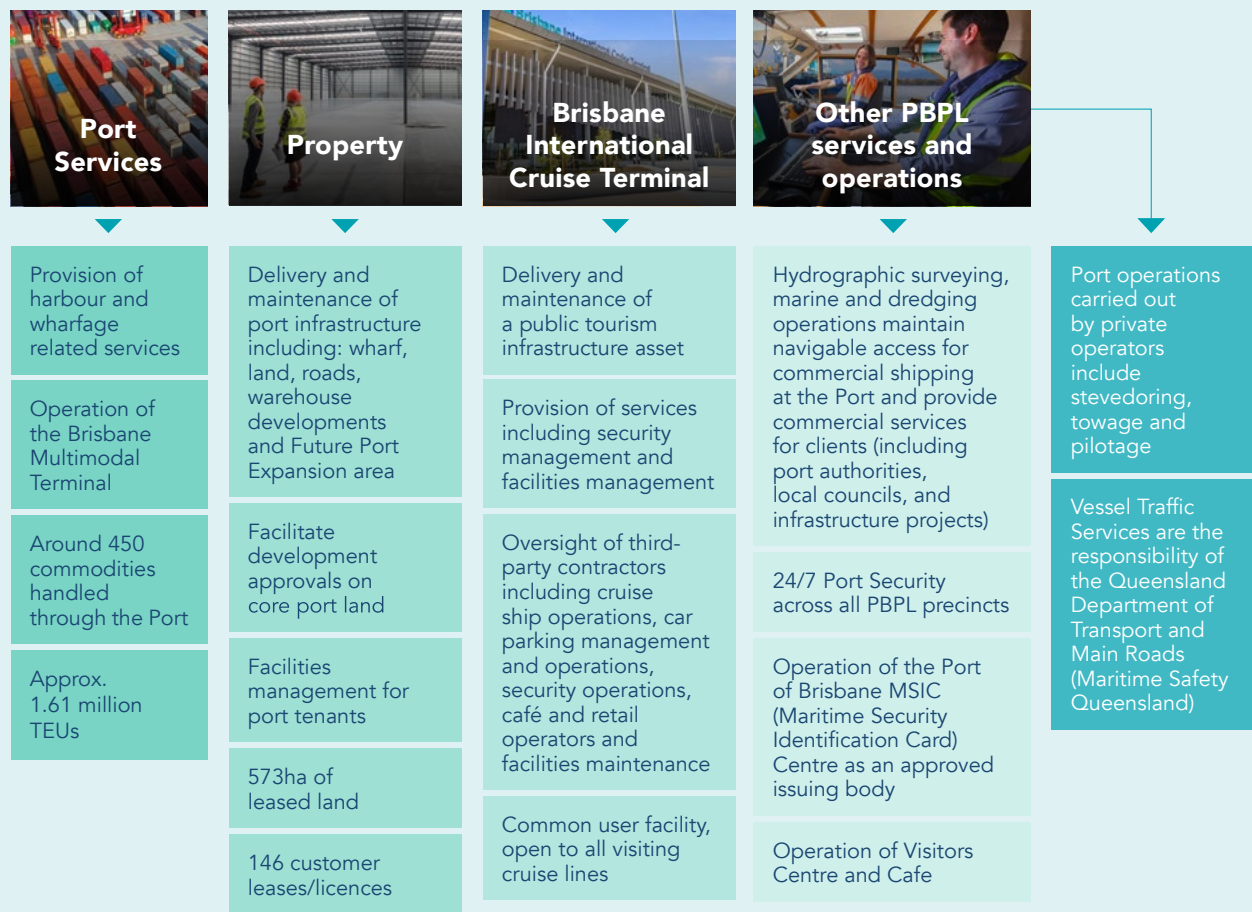 Brisbane International Cruise Terminal
Port
Services
Provision of
harbour and
wharfage
related services
Operation of
the Brisbane
Multimodal
Terminal
Around 450
commodities
handled
through the Port
Approx.
1.61 million
TEUs
Property
Delivery and
maintenance of
port infrastructure
including: wharf,
land, roads,
warehouse
developments
and Future Port
Expansion area
Facilitate
development
approvals on
core port land
Facilities
management for
port tenants
573ha of
leased land
146 customer
leases/licences
Brisbane
International
Cruise Terminal
Delivery and
maintenance of
a public tourism
infrastructure asset
Provision of services
including security
management and
facilities management
Oversight of third-
party contractors
including cruise
ship operations, car
parking management
and operations,
security operations,
café and retail
operators and
facilities maintenance
Common user facility,
open to all visiting
cruise lines
Other PBPL
services and
operations
Hydrographic surveying,
marine and dredging
operations maintain
navigable access for
commercial shipping
at the Port and provide
commercial services
for clients (including
port authorities,
local councils, and
infrastructure projects)
24/7 Port Security
across all PBPL precincts
Operation of the Port
of Brisbane MSIC
(Maritime Security
Identification Card)
Centre as an approved
issuing body
Operation of Visitors
Centre and Cafe
Port operations
carried out
by private
operators
include
stevedoring,
towage and
pilotage
Vessel Traffic
Services are the
responsibility of
the Queensland
Department of
Transport and
Main Roads
(Maritime Safety
Queensland)